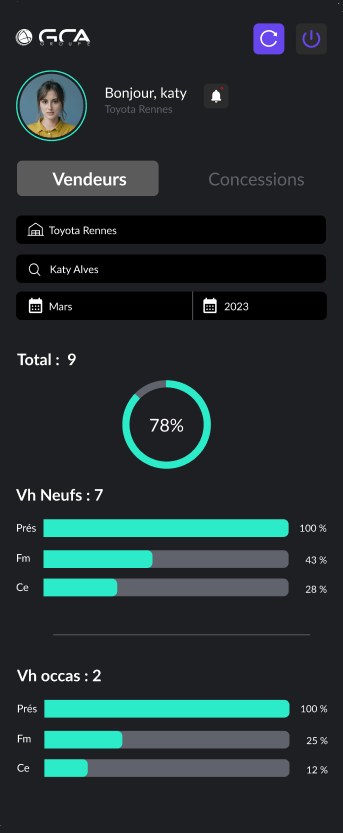 GCA
GROUPE
Bonjour, katy
Toyota Rennes
Vendeurs
Concessions
Toyota Rennes
Katy Alves
Mars
2023
Total : 9
78%
Vh Neufs : 7
Prés 100 %
Fm 43 %
Ce 28 %
Vh occas : 2
Prés 100 %
Fm 25 %
Ce 12 %